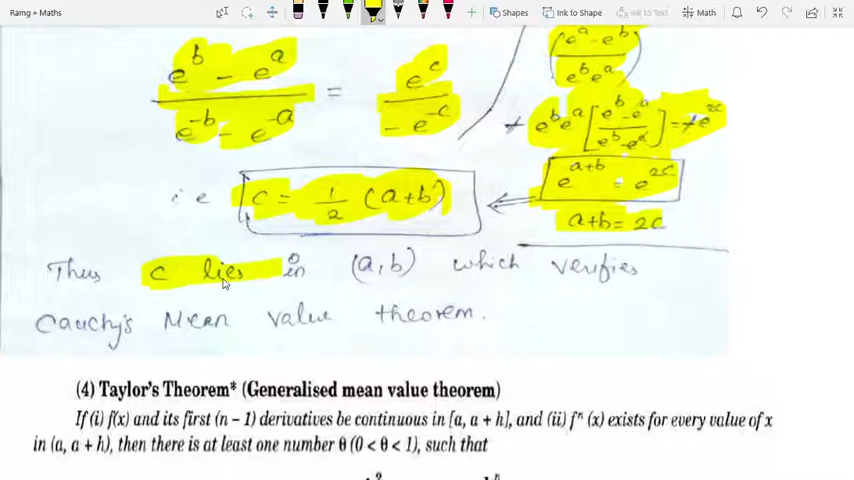 Ramg » Maths
Shapes
Ink to Shape
Ink to Text
Math
e^b - e^a / e^-b - e^-a = e^c / - e^-c
(e^a - e^b / e^b e^a)
+ e^b e^a [e^b - e^a / e^b - e^a] = + e^2c
e^a+b = e^2c
a+b = 2c
i e c = 1/2 (a+b)
Thus c lies in (a,b) which verifies
Cauchy's Mean value theorem.
(4) Taylor's Theorem* (Generalised mean value theorem)
If (i) f(x) and its first (n – 1) derivatives be continuous in [a, a + h], and (ii) f^n (x) exists for every value of x
in (a, a + h), then there is at least one number θ (0 < θ < 1), such that